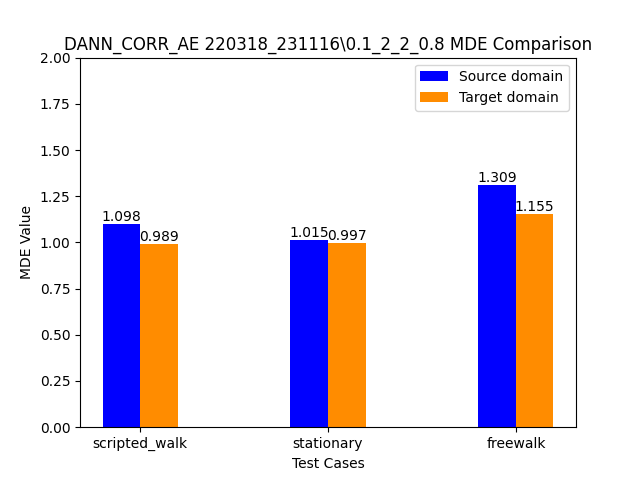 DANN_CORR_AE 220318_231116\0.1_2_2_0.8 MDE Comparison
Source domain
Target domain
MDE Value
2.00
1.75
1.50
1.25
1.00
0.75
0.50
0.25
0.00
1.098
0.989
1.015
0.997
1.309
1.155
scripted_walk
stationary
freewalk
Test Cases